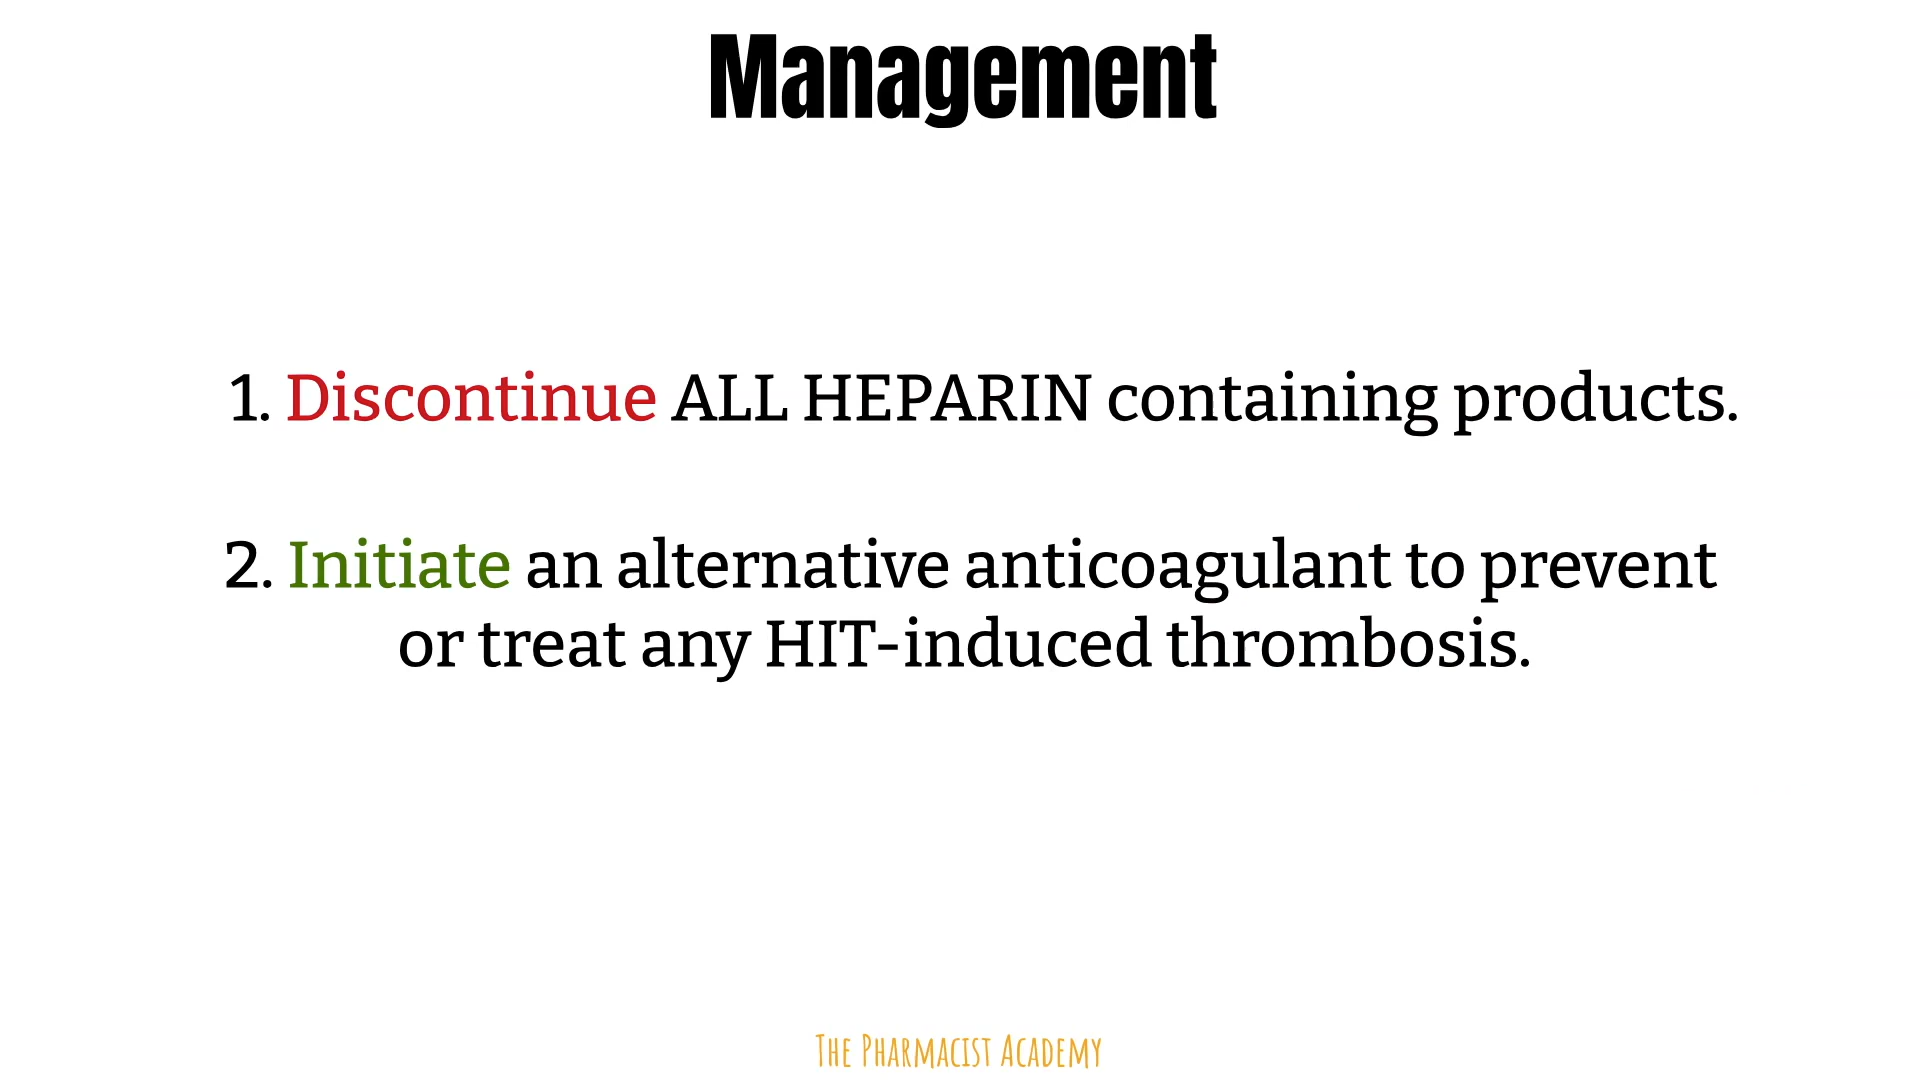 Management
1. Discontinue ALL HEPARIN containing products.
2. Initiate an alternative anticoagulant to prevent
or treat any HIT-induced thrombosis.
The Pharmacist Academy